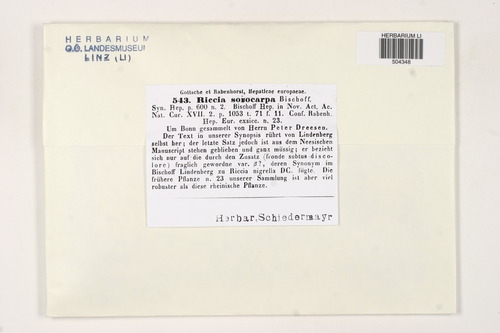 HERBARIUM
O.Ö. LANDESMUSEUM
LINZ (LI)
HERBARIUM LI
504348
Gottsche et Rabenhorst, Hepaticae europaeae.
543. Riccia sorocarpa Bischoff.
Syn. Hep. p. 600 n. 2. Bischoff Hep. in Nov. Act. Ac.
Nat. Cur. XVII. 2. p. 1053 t. 71 f. 11. Conf. Rabenh.
Hep. Eur. exsicc. n. 23.
Um Bonn gesammelt von Herrn Peter Dreesen.
Der Text in unserer Synopsis rührt von Lindenberg
selbst her; der letzte Satz jedoch ist aus dem Neesischen
Manuscript stehen geblieben und ganz müssig; er bezieht
sich nur auf die durch den Zusatz (fronde subtus disco-
lore) fraglich gewordne var. β?, deren Synonym im
Bischoff Lindenberg zu Riccia nigrella DC. fügte. Die
frühere Pflanze n. 23 unserer Sammlung ist aber viel
robuster als diese rheinische Pflanze.
Herbar, Schiedermayr